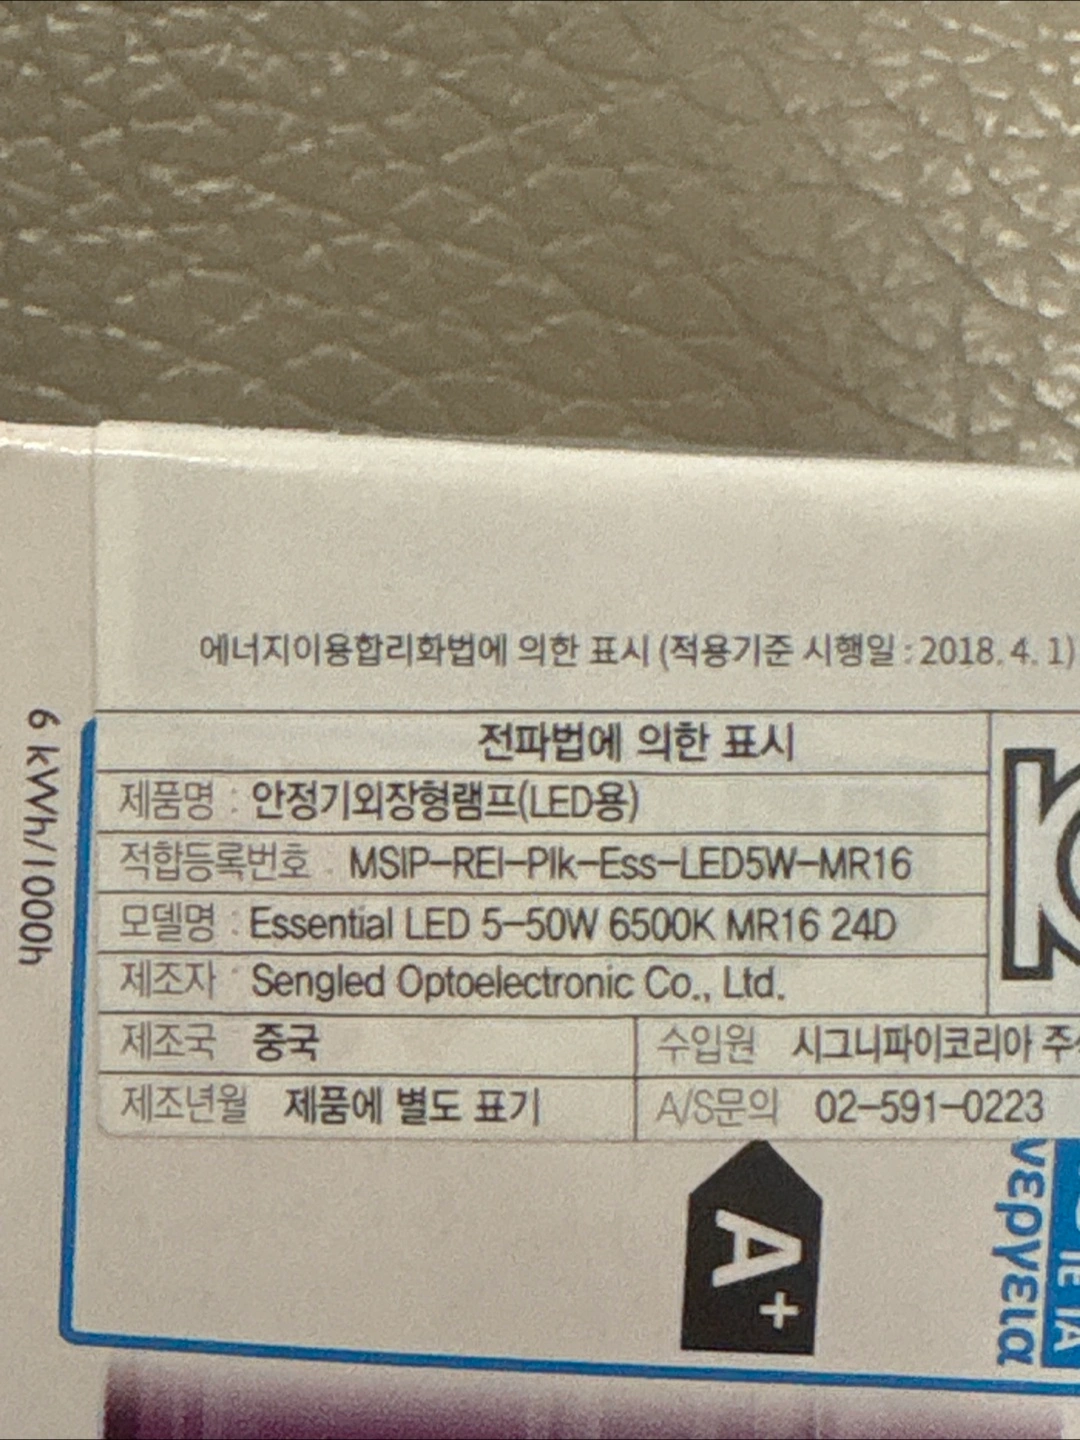 에너지이용합리화법에 의한 표시 (적용기준 시행일 : 2018. 4. 1)
전파법에 의한 표시
제품명 : 안정기외장형램프(LED용)
적합등록번호 : MSIP-REI-Plk-Ess-LED5W-MR16
모델명 : Essential LED 5-50W 6500K MR16 24D
제조자 : Sengled Optoelectronic Co., Ltd.
제조국 중국
수입원 시그니파이코리아
제조년월 제품에 별도 표기
A/S문의 02-591-0223
6 kWh/1000h
A+
νεργεια
IE IA